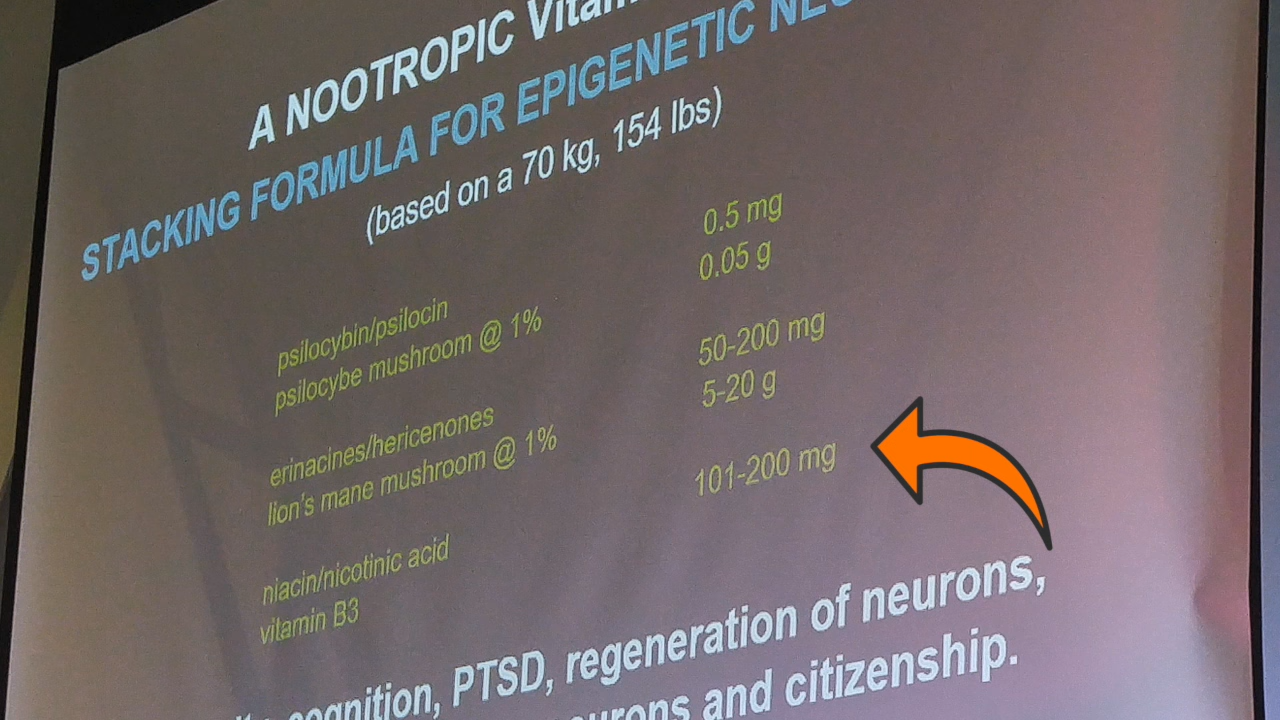 A NOOTROPIC Vitam
STACKING FORMULA FOR EPIGENETIC NEU
(based on a 70 kg, 154 lbs)
psilocybin/psilocin 0.5 mg
psilocybe mushroom @ 1% 0.05 g
erinacines/hericenones 50-200 mg
lion's mane mushroom @ 1% 5-20 g
niacin/nicotinic acid 101-200 mg
vitamin B3
cognition, PTSD, regeneration of neurons,
neurons and citizenship.